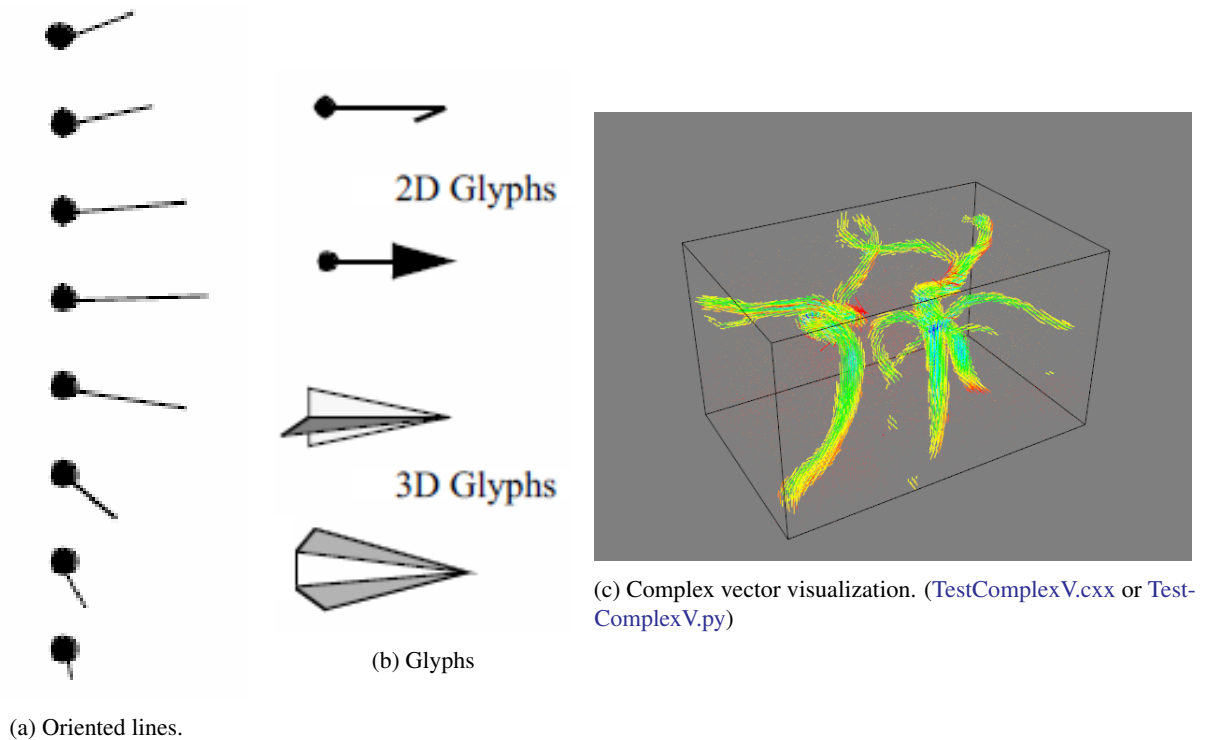 2D Glyphs
3D Glyphs
(a) Oriented lines.
(b) Glyphs
(c) Complex vector visualization. (TestComplexV.cxx or Test-
ComplexV.py)